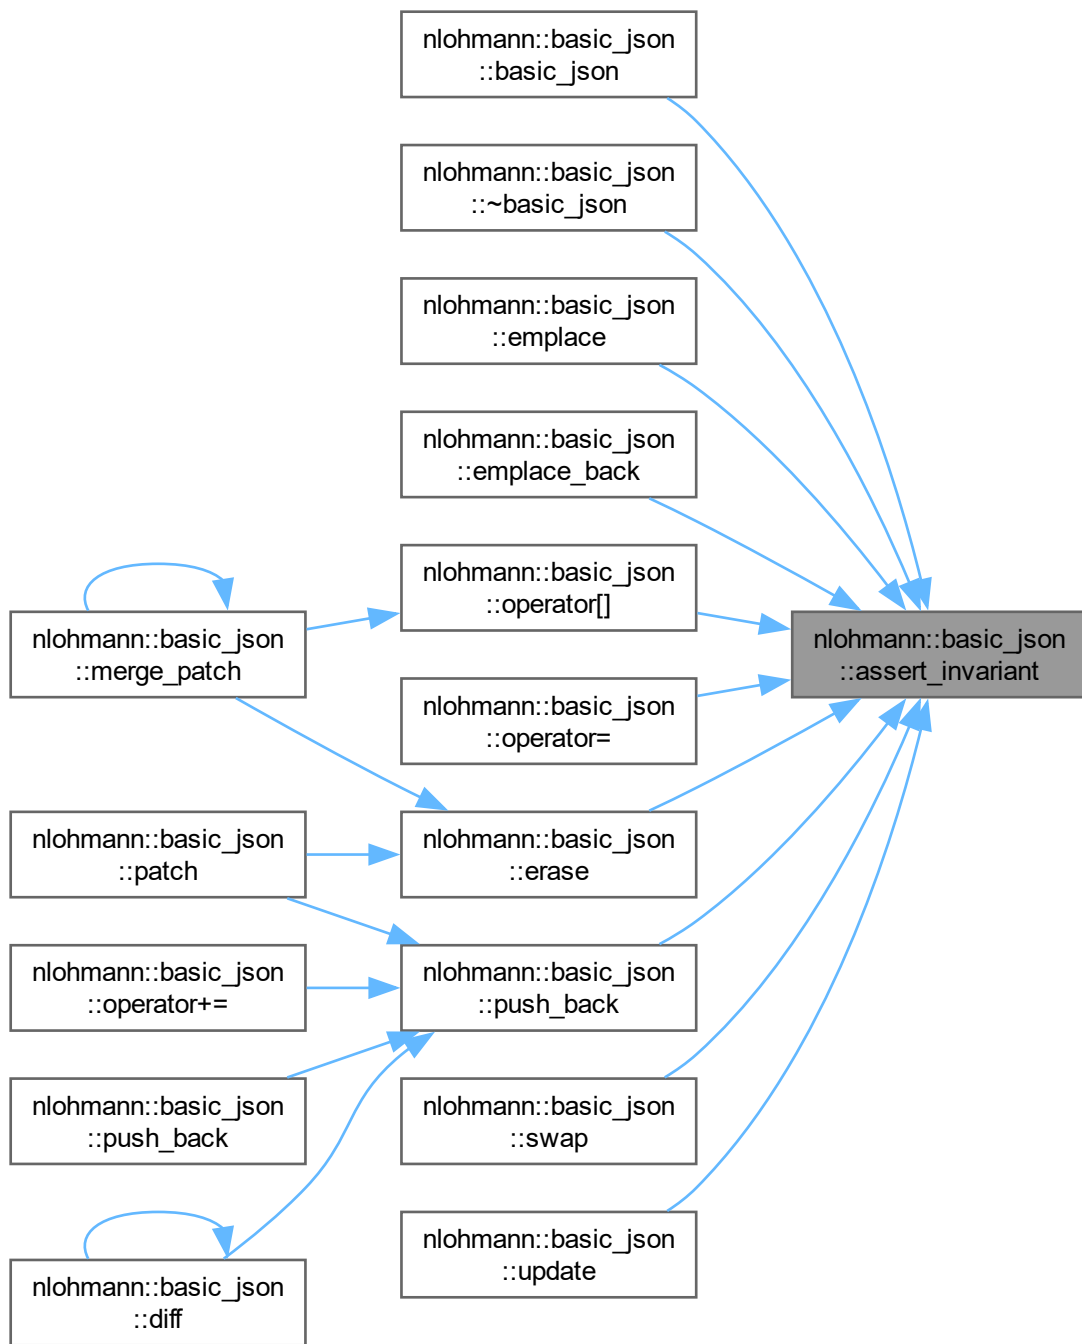 nlohmann::basic_json
::basic_json
nlohmann::basic_json
::~basic_json
nlohmann::basic_json
::emplace
nlohmann::basic_json
::emplace_back
nlohmann::basic_json
::operator[]
nlohmann::basic_json
::merge_patch
nlohmann::basic_json
::assert_invariant
nlohmann::basic_json
::operator=
nlohmann::basic_json
::patch
nlohmann::basic_json
::erase
nlohmann::basic_json
::operator+=
nlohmann::basic_json
::push_back
nlohmann::basic_json
::push_back
nlohmann::basic_json
::swap
nlohmann::basic_json
::update
nlohmann::basic_json
::diff